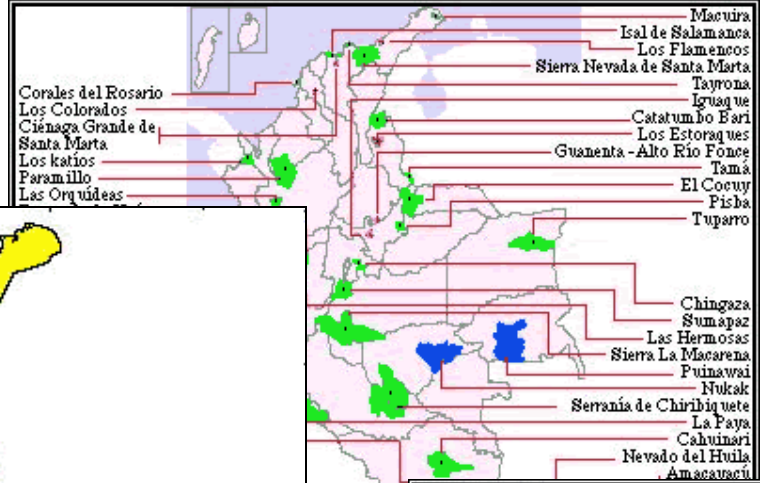 Macuira
Isal de Salamanca
Los Flamencos
Sierra Nevada de Santa Marta
Tayrona
Iguaque
Catatumbo Bari
Los Estoraques
Guanenta - Alto Río Fonce
Tamá
El Cocuy
Pisba
Tuparro
Corales del Rosario
Los Colorados
Ciénaga Grande de
Santa Marta
Los katíos
Paramillo
Las Orquídeas
Chingaza
Sumapaz
Las Hermosas
Sierra La Macarena
Puinawai
Nukak
Serranía de Chiribiquete
La Paya
Cahuinari
Nevado del Huila
Amacayacú